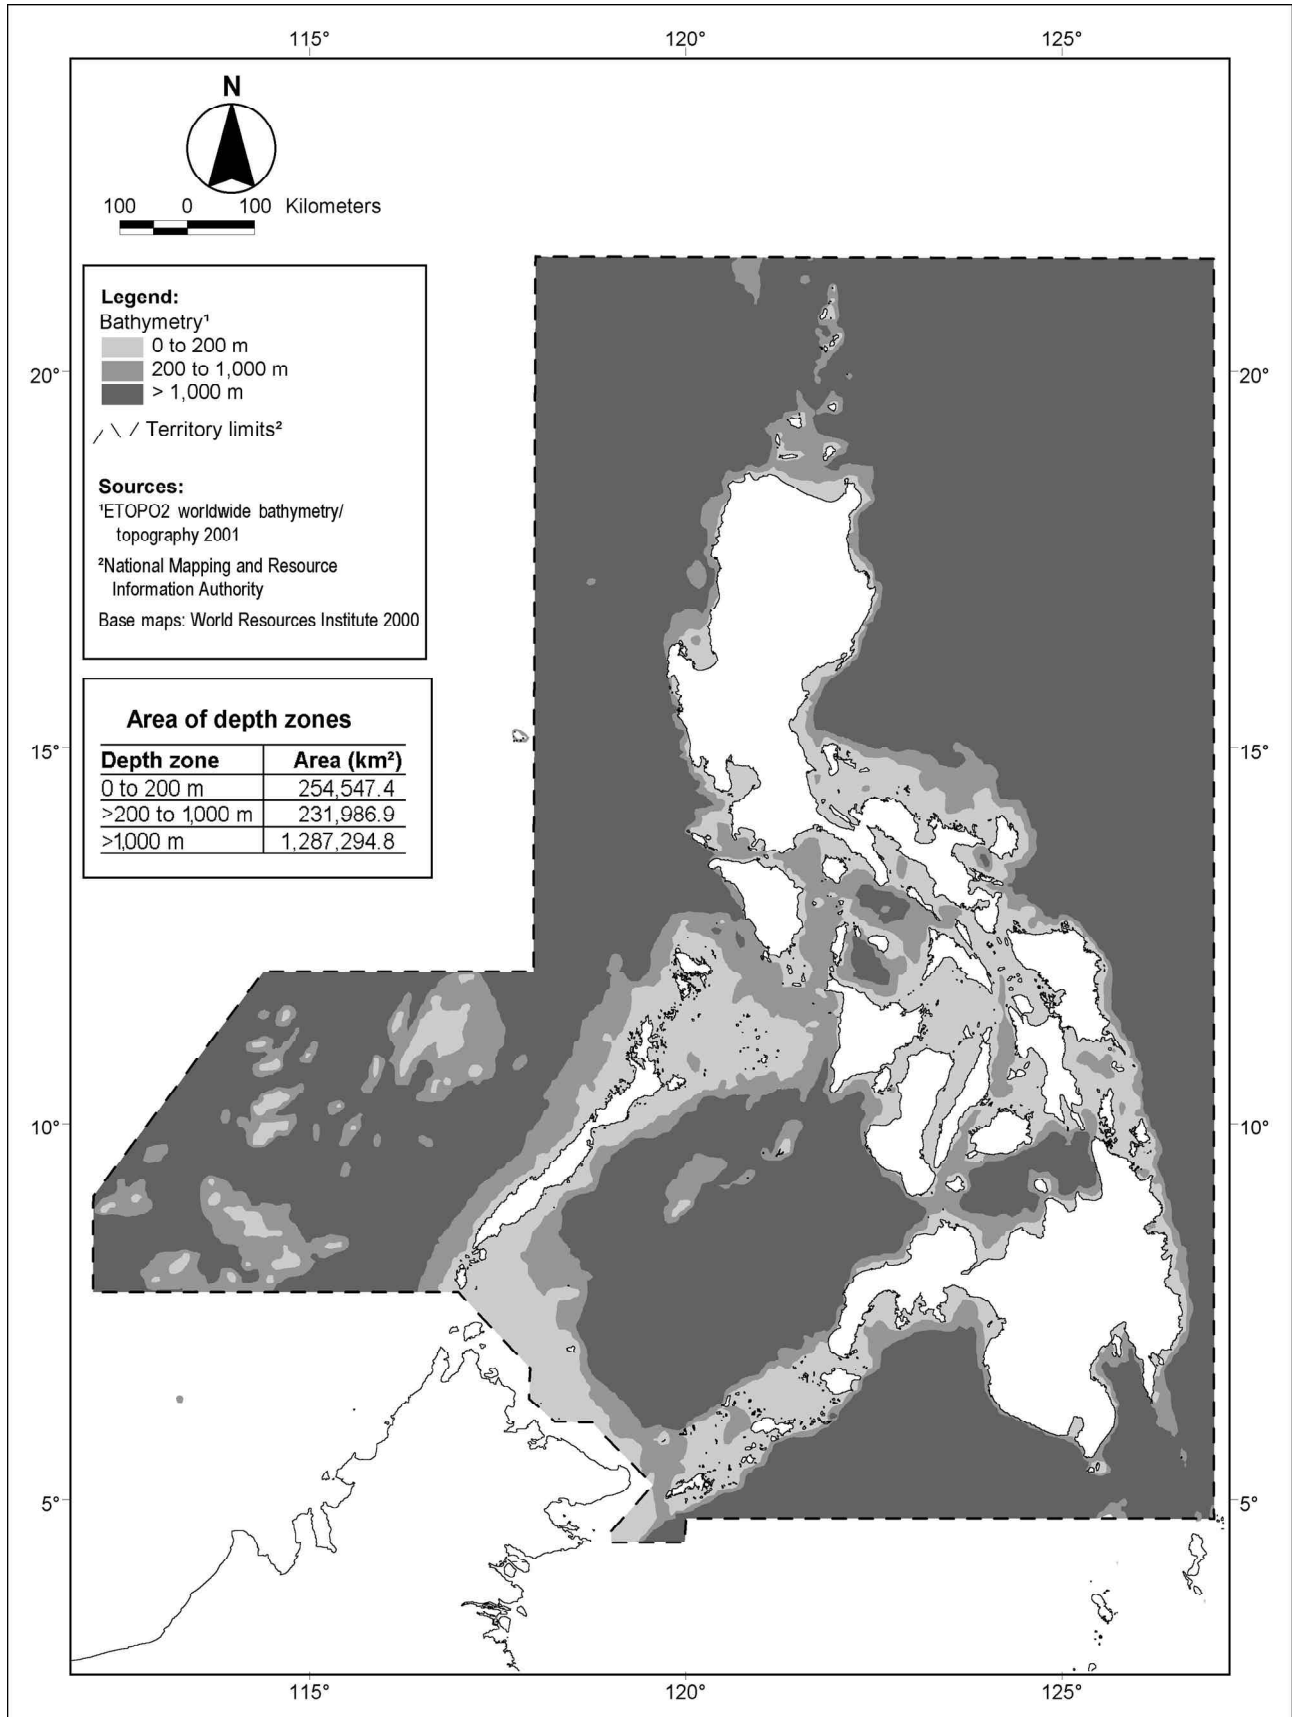 115° 120° 125°
N
100 0 100 Kilometers
Legend:
Bathymetry¹
0 to 200 m
200 to 1,000 m
> 1,000 m
Territory limits²
Sources:
¹ETOPO2 worldwide bathymetry/
topography 2001
²National Mapping and Resource
Information Authority
Base maps: World Resources Institute 2000
20° 20°
Area of depth zones
Depth zone Area (km²)
0 to 200 m 254,547.4
>200 to 1,000 m 231,986.9
>1,000 m 1,287,294.8
15° 15°
10° 10°
5° 5°
115° 120° 125°